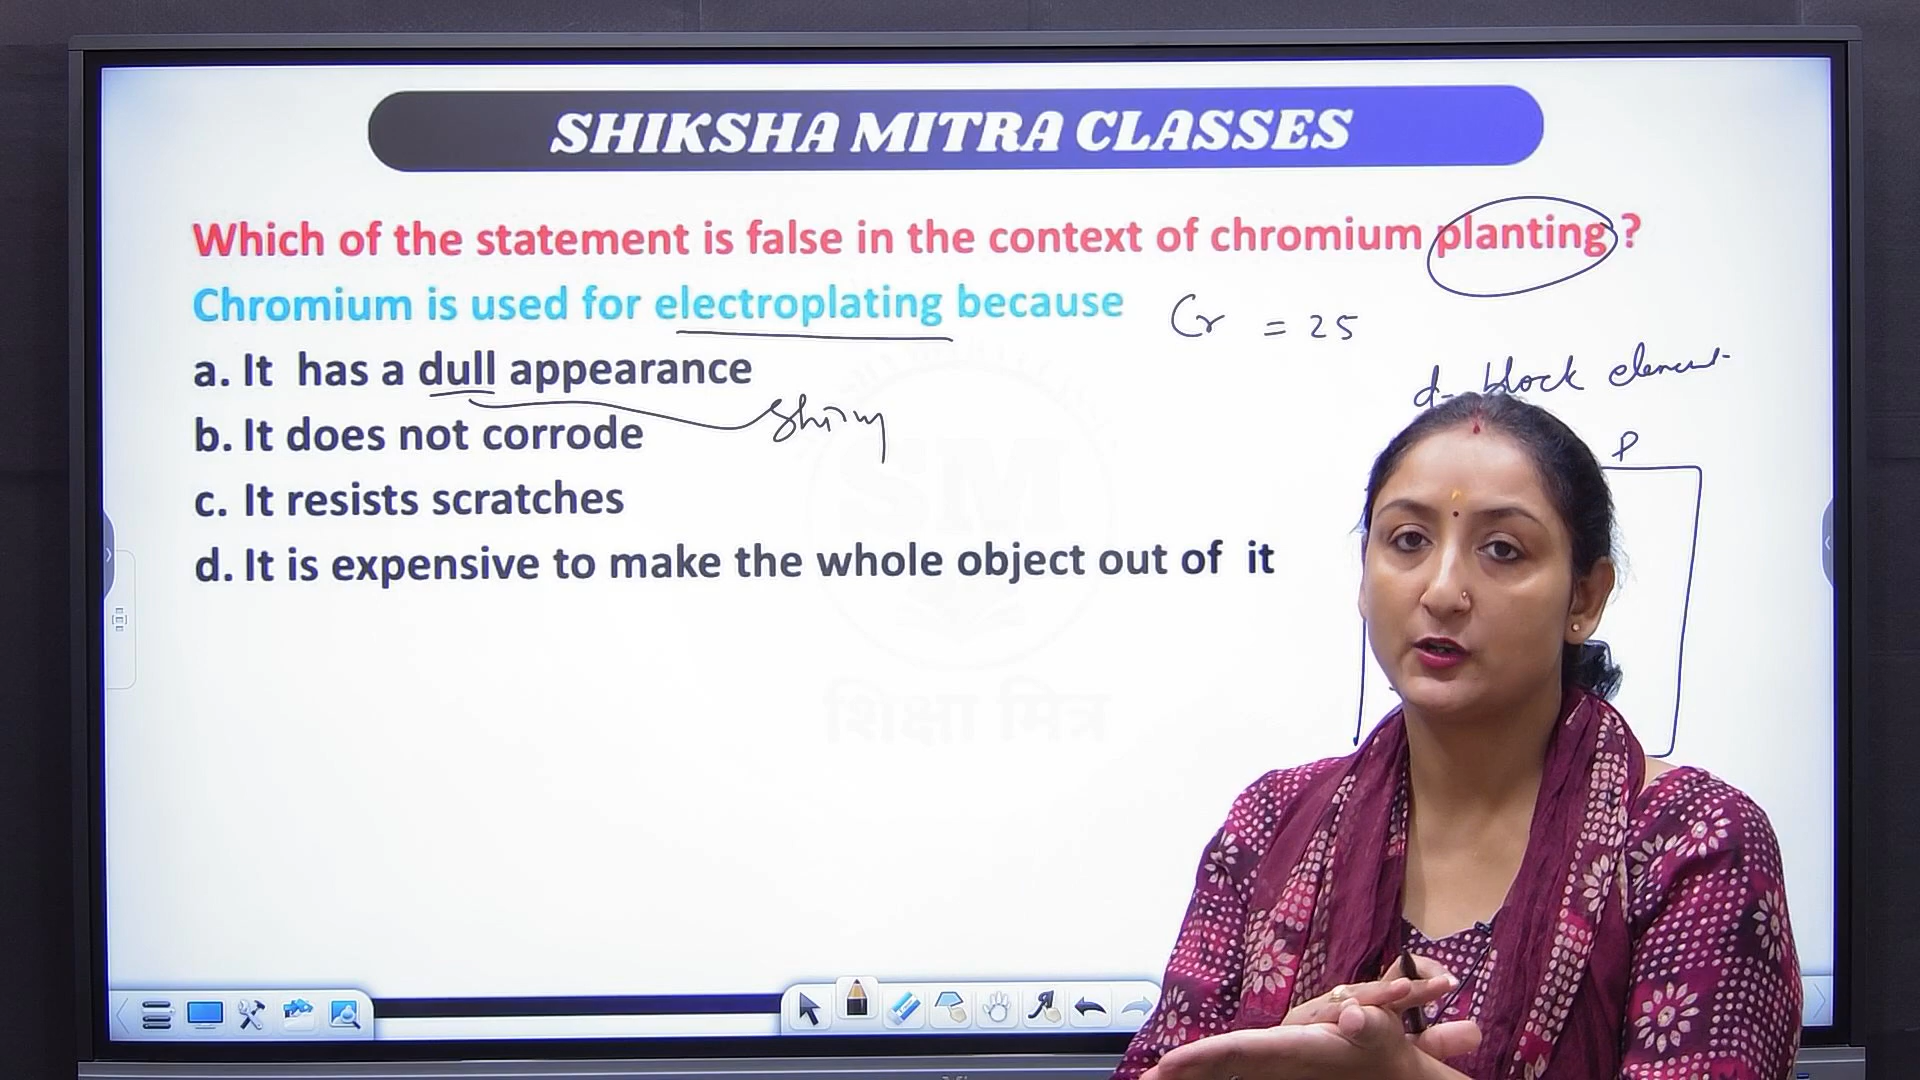 SHIKSHA MITRA CLASSES
Which of the statement is false in the context of chromium planting ?
Chromium is used for electroplating because
Cr = 25
a. It has a dull appearance
d-block element
shiny
b. It does not corrode
P
c. It resists scratches
SM
d. It is expensive to make the whole object out of it
शिक्षा मित्र